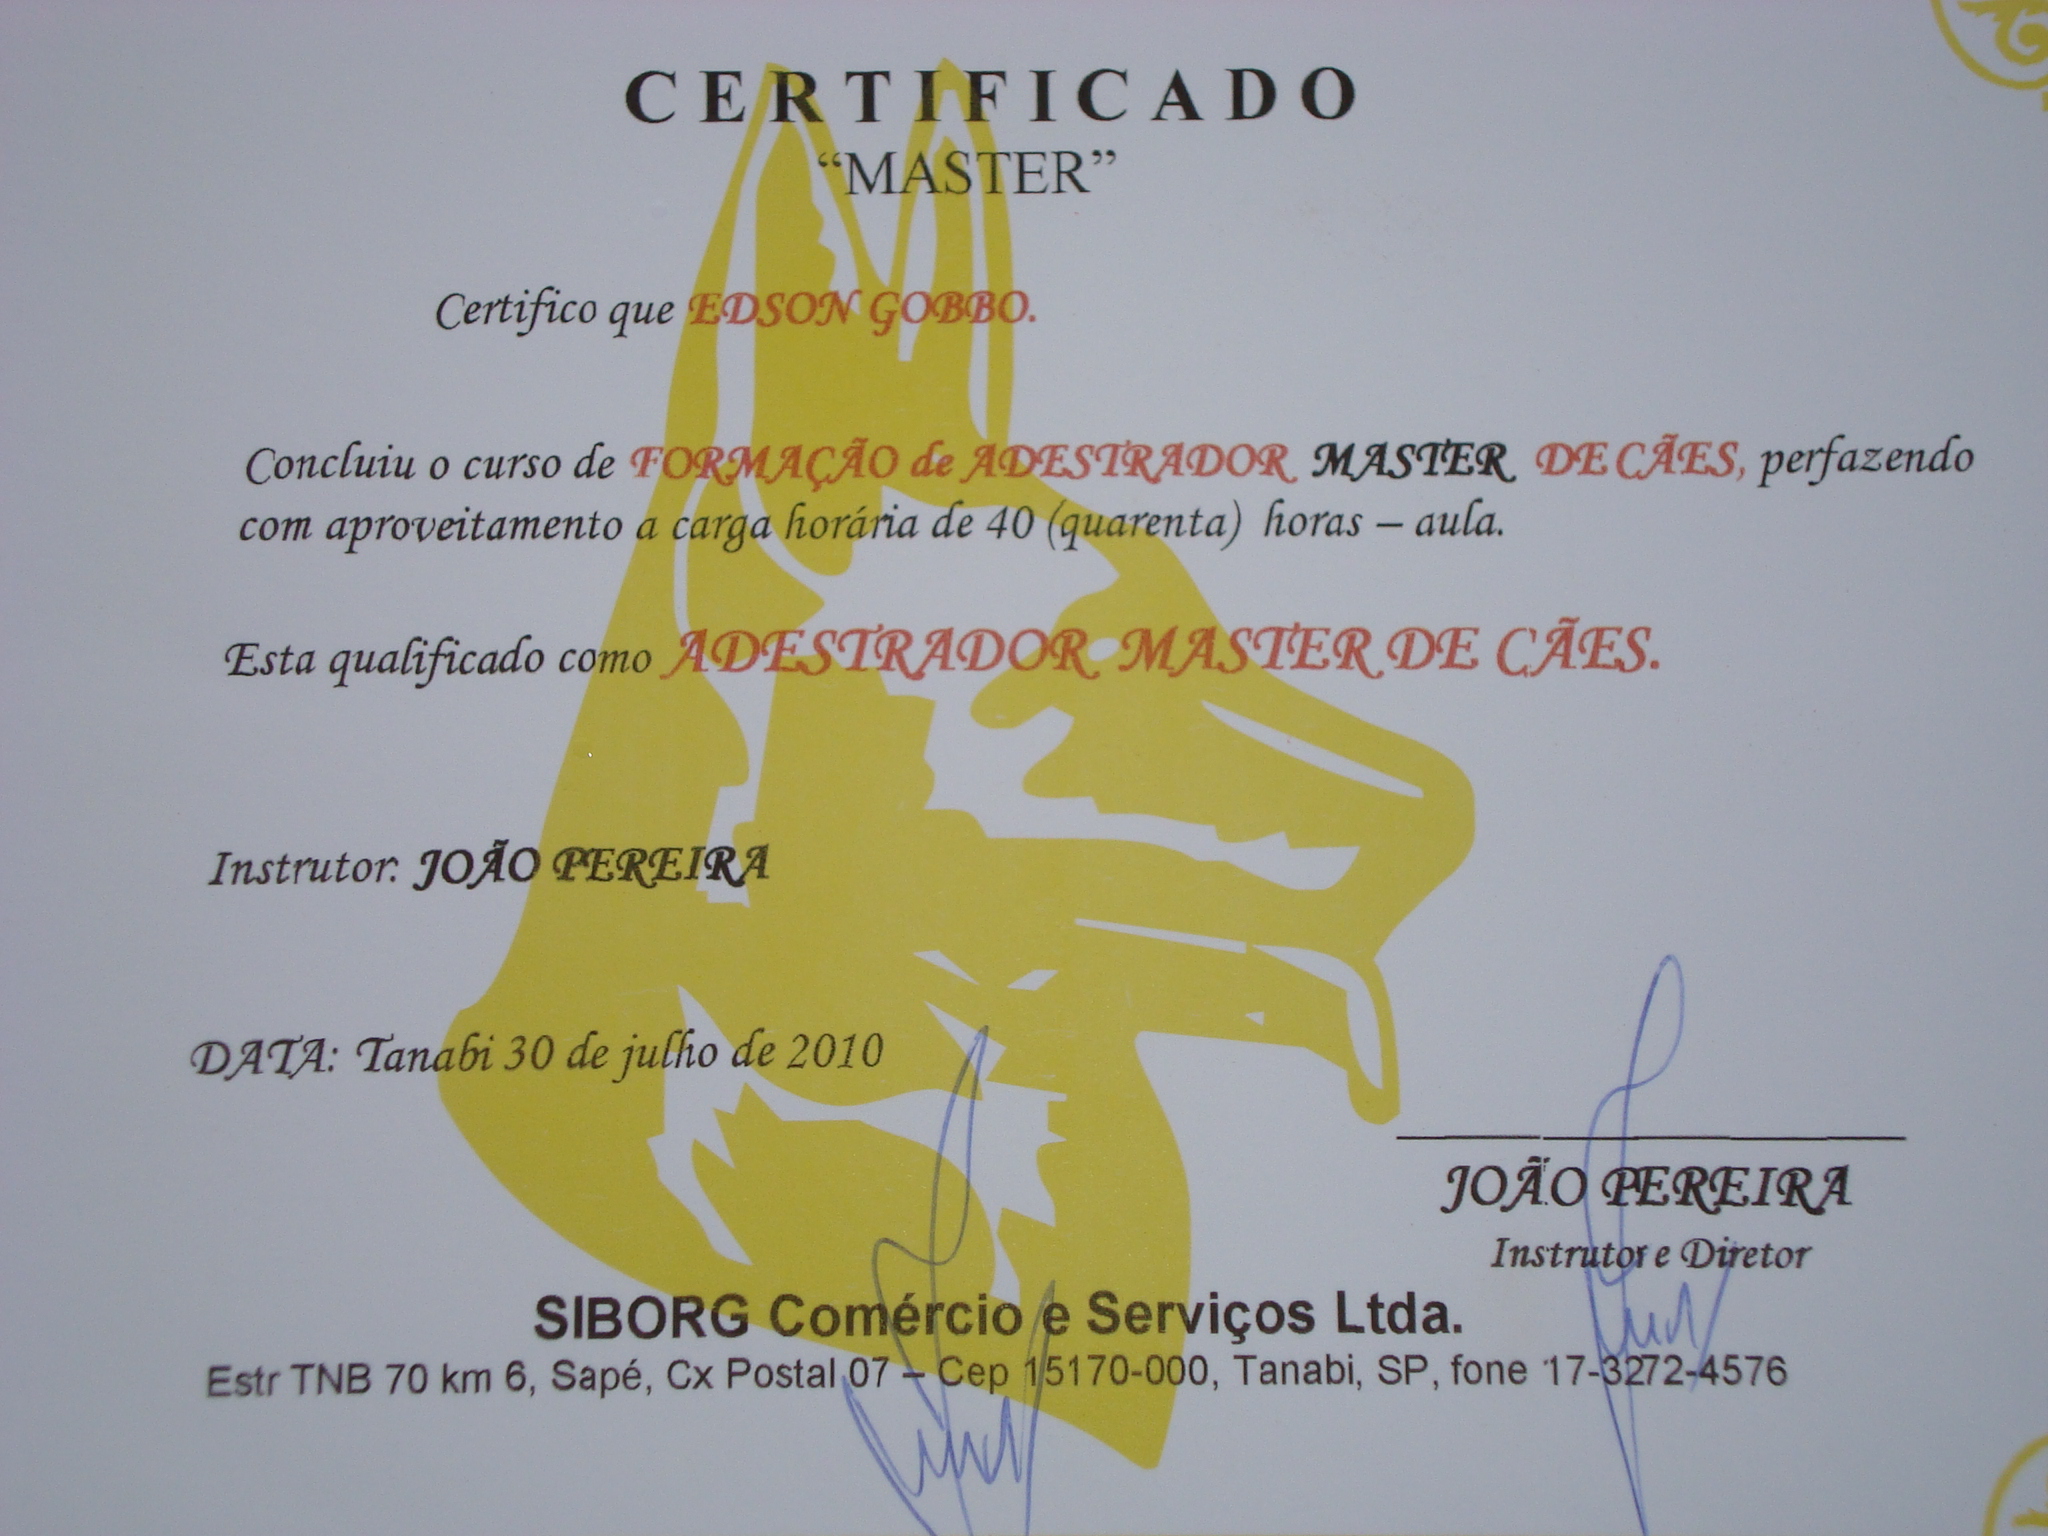 CERTIFICADO
“MASTER”
Certifico que EDSON GOBBO.
Concluiu o curso de FORMAÇÃO de ADESTRADOR MASTER DE CÃES, perfazendo
com aproveitamento a carga horária de 40 (quarenta) horas – aula.
Esta qualificado como ADESTRADOR MASTER DE CÃES.
Instrutor: JOÃO PEREIRA
DATA: Tanabi 30 de julho de 2010
JOÃO PEREIRA
Instrutor e Diretor
SIBORG Comércio e Serviços Ltda.
Estr TNB 70 km 6, Sapé, Cx Postal 07 – Cep 15170-000, Tanabi, SP, fone 17-3272-4576